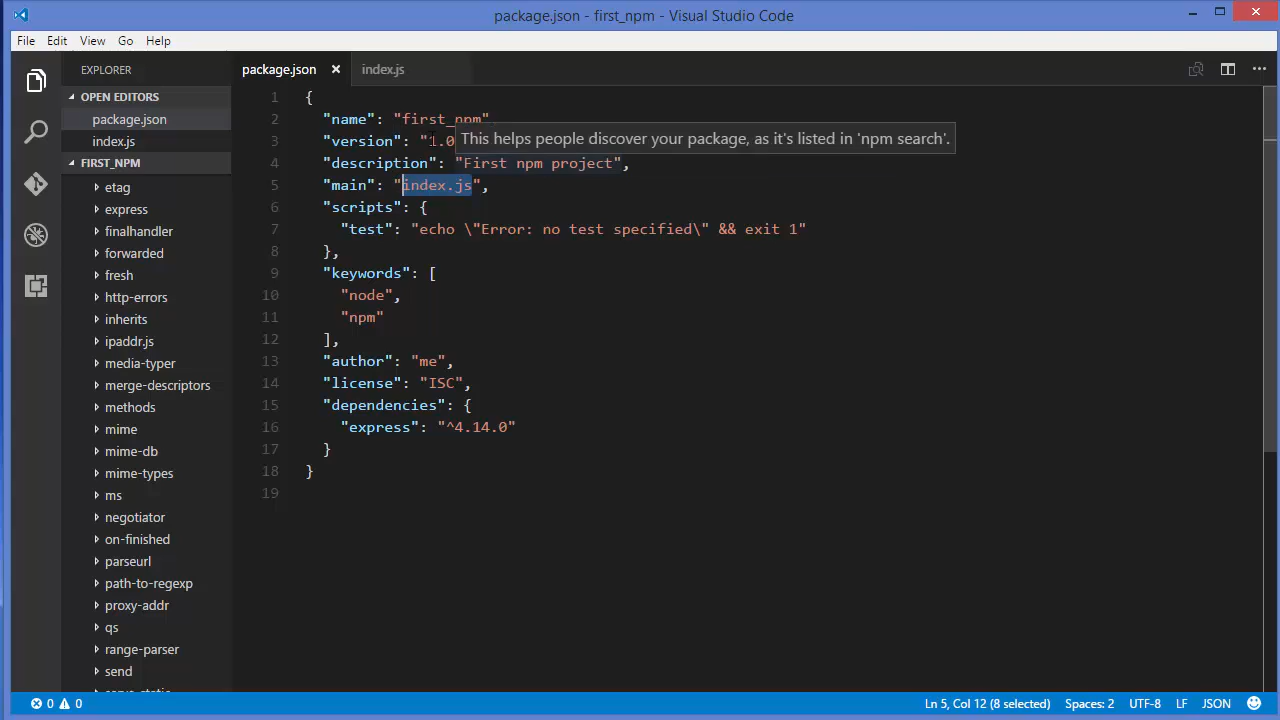 package.json - first_npm - Visual Studio Code
File Edit View Go Help
EXPLORER
package.json
index.js
OPEN EDITORS
package.json
index.js
FIRST_NPM
etag
express
finalhandler
forwarded
fresh
http-errors
inherits
ipaddr.js
media-typer
merge-descriptors
methods
mime
mime-db
mime-types
ms
negotiator
on-finished
parseurl
path-to-regexp
proxy-addr
qs
range-parser
send
1 {
2 "name": "first_npm"
3 "version": "1.0
This helps people discover your package, as it's listed in 'npm search'.
4 "description": "First npm project",
5 "main": "index.js",
6 "scripts": {
7 "test": "echo \"Error: no test specified\" && exit 1"
8 },
9 "keywords": [
10 "node",
11 "npm"
12 ],
13 "author": "me",
14 "license": "ISC",
15 "dependencies": {
16 "express": "^4.14.0"
17 }
18 }
19
0 0
Ln 5, Col 12 (8 selected) Spaces: 2 UTF-8 LF JSON